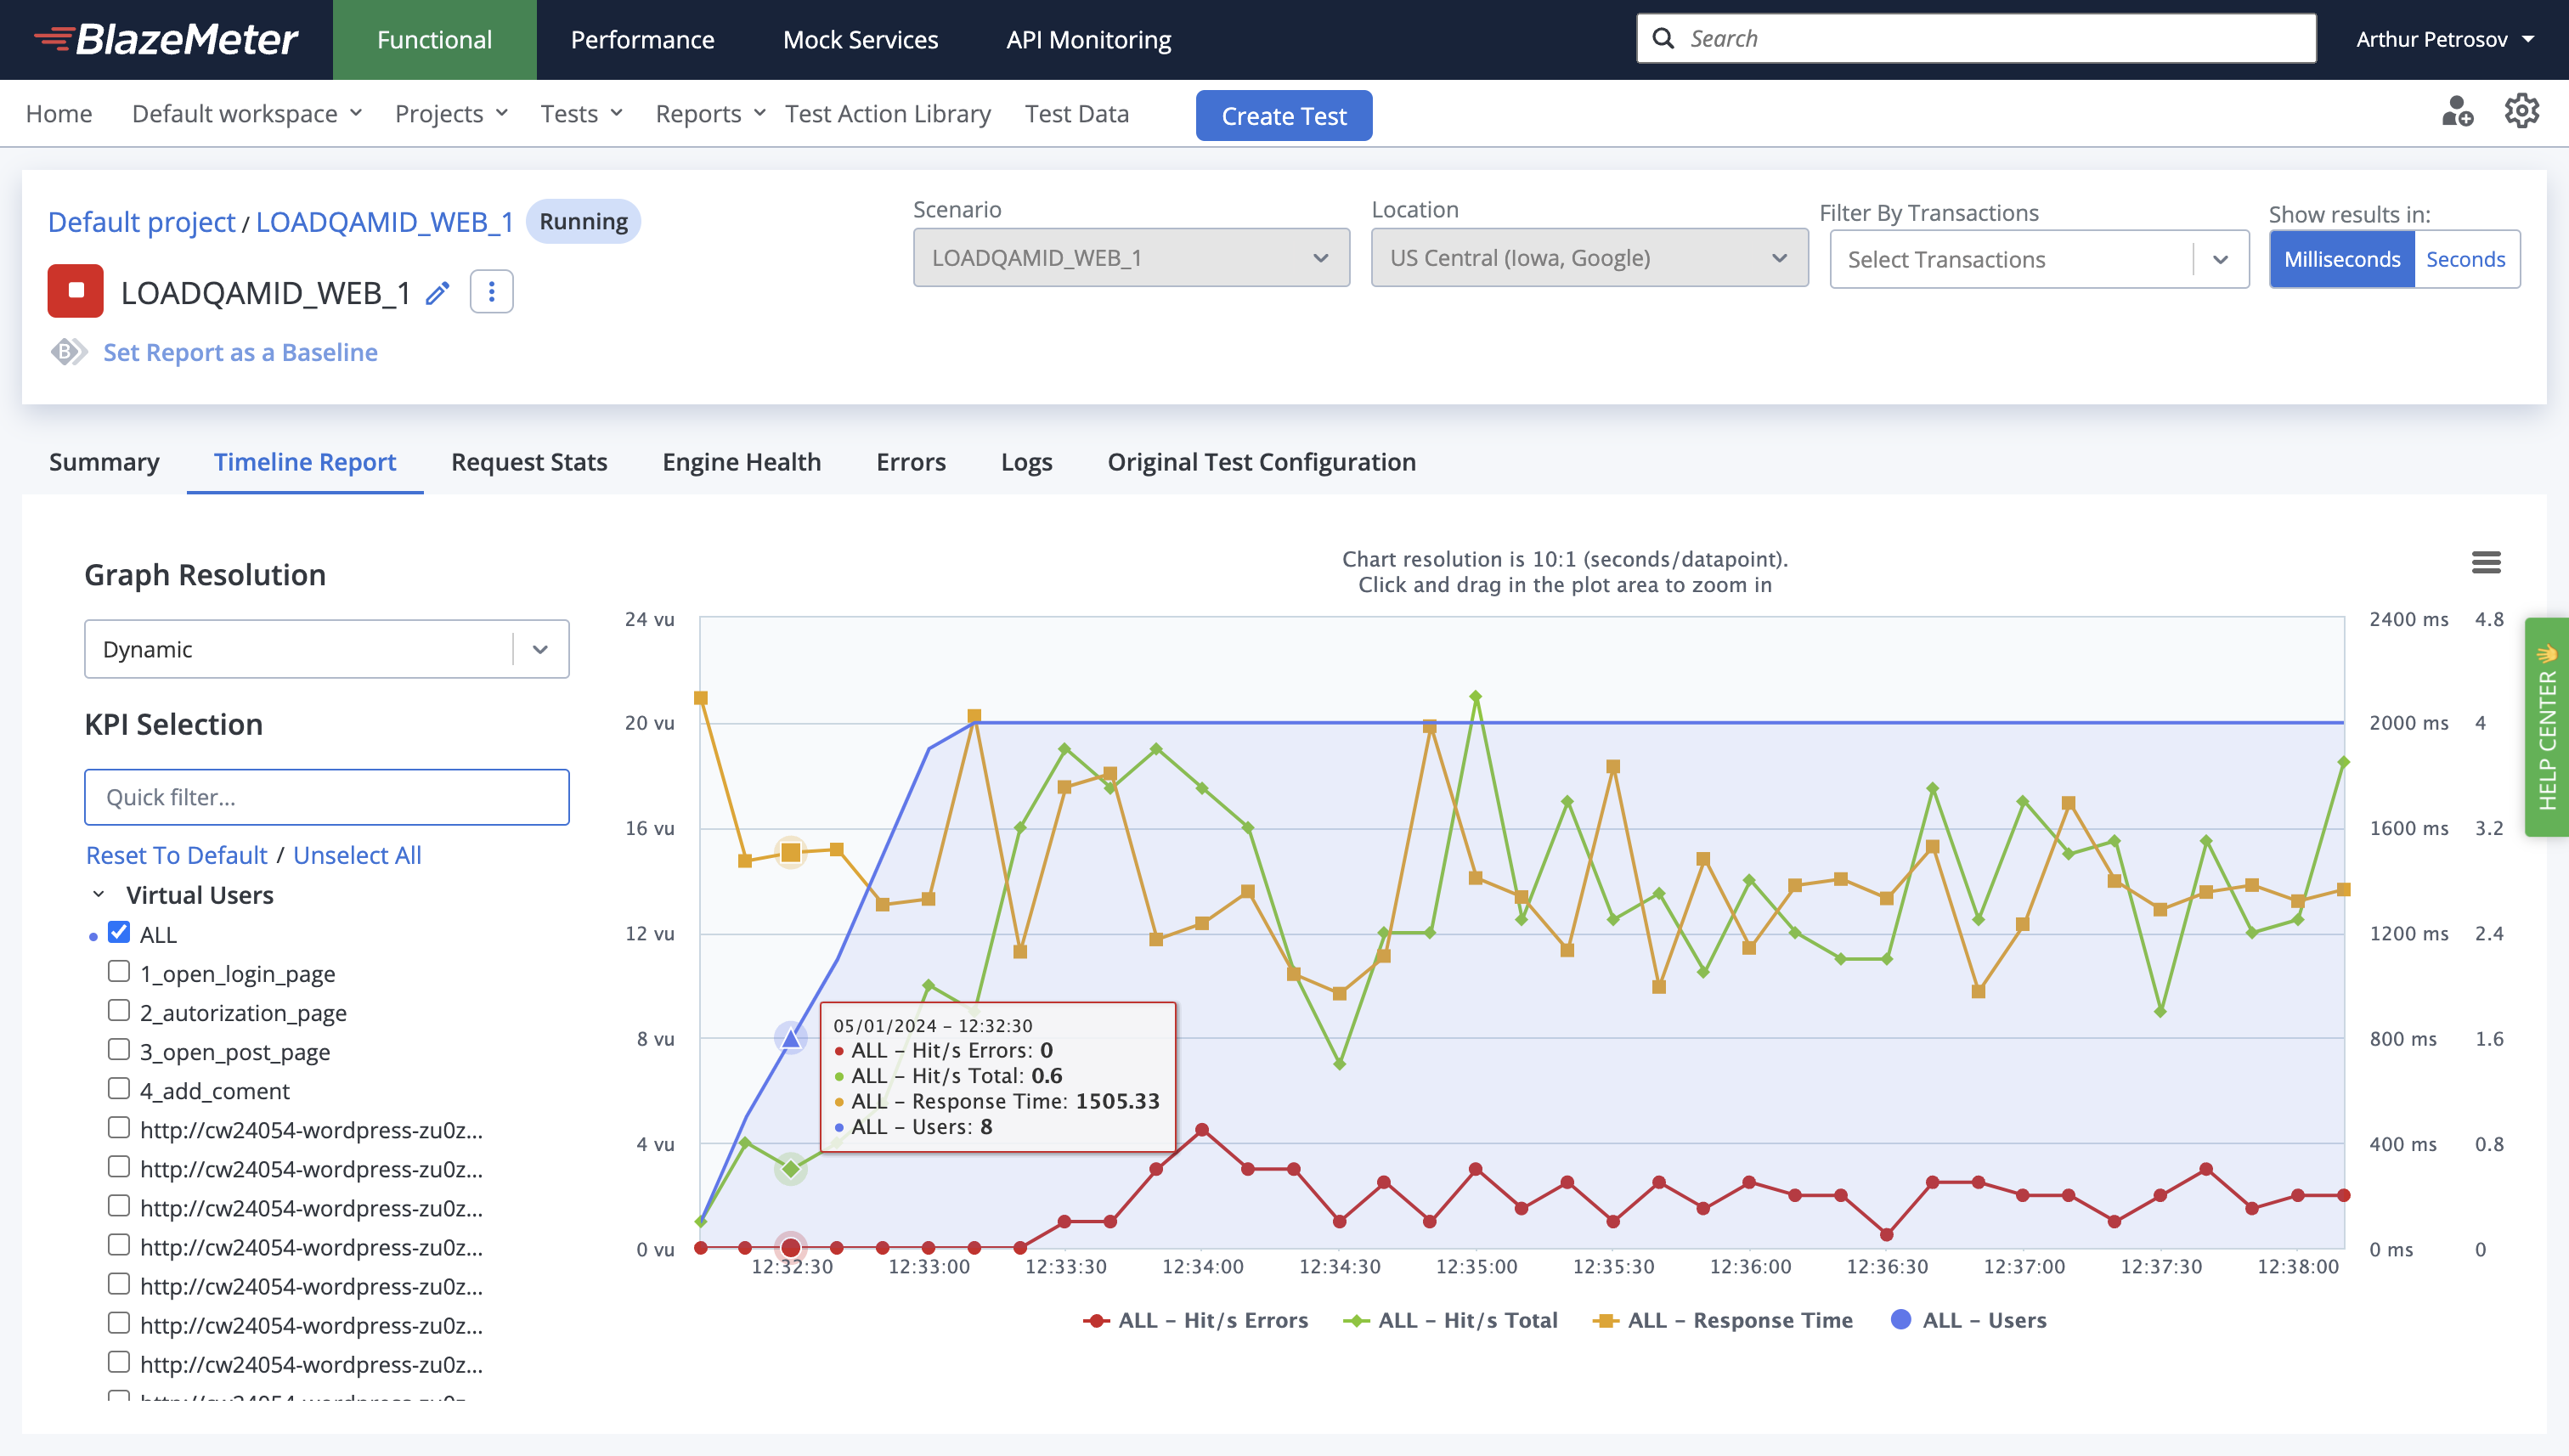 BlazeMeter
Functional
Performance
Mock Services
API Monitoring
Search
Arthur Petrosov
Home
Default workspace
Projects
Tests
Reports
Test Action Library
Test Data
Create Test
Default project / LOADQAMID_WEB_1 Running
LOADQAMID_WEB_1
B
Set Report as a Baseline
Scenario
LOADQAMID_WEB_1
Location
US Central (Iowa, Google)
Filter By Transactions
Select Transactions
Show results in:
Milliseconds Seconds
Summary
Timeline Report
Request Stats
Engine Health
Errors
Logs
Original Test Configuration
Graph Resolution
Dynamic
KPI Selection
Quick filter...
Reset To Default / Unselect All
Virtual Users
ALL
1_open_login_page
2_autorization_page
3_open_post_page
4_add_coment
http://cw24054-wordpress-zu0z...
http://cw24054-wordpress-zu0z...
http://cw24054-wordpress-zu0z...
http://cw24054-wordpress-zu0z...
http://cw24054-wordpress-zu0z...
http://cw24054-wordpress-zu0z...
http://cw24054-wordpress-zu0z...
Chart resolution is 10:1 (seconds/datapoint).
Click and drag in the plot area to zoom in
24 vu
20 vu
16 vu
12 vu
8 vu
4 vu
0 vu
2400 ms 4.8
2000 ms 4
1600 ms 3.2
1200 ms 2.4
800 ms 1.6
400 ms 0.8
0 ms 0
05/01/2024 – 12:32:30
ALL – Hit/s Errors: 0
ALL – Hit/s Total: 0.6
ALL – Response Time: 1505.33
ALL – Users: 8
12:32:30 12:33:00 12:33:30 12:34:00 12:34:30 12:35:00 12:35:30 12:36:00 12:36:30 12:37:00 12:37:30 12:38:00
ALL – Hit/s Errors
ALL – Hit/s Total
ALL – Response Time
ALL – Users
HELP CENTER